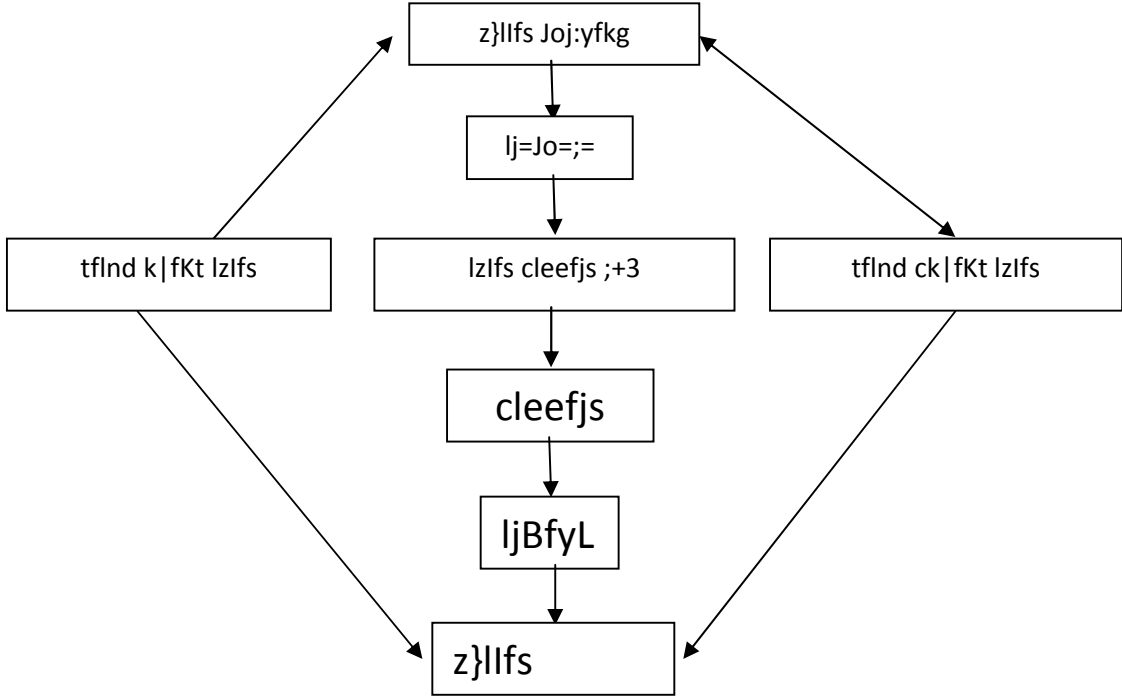 z}lIfs Joj:yfkg
lj=Jo=;=
tflnd k|fKt lzIfs
lzIfs cleefjs ;+3
tflnd ck|fKt lzIfs
cleefjs
ljBfyL
z}lIfs